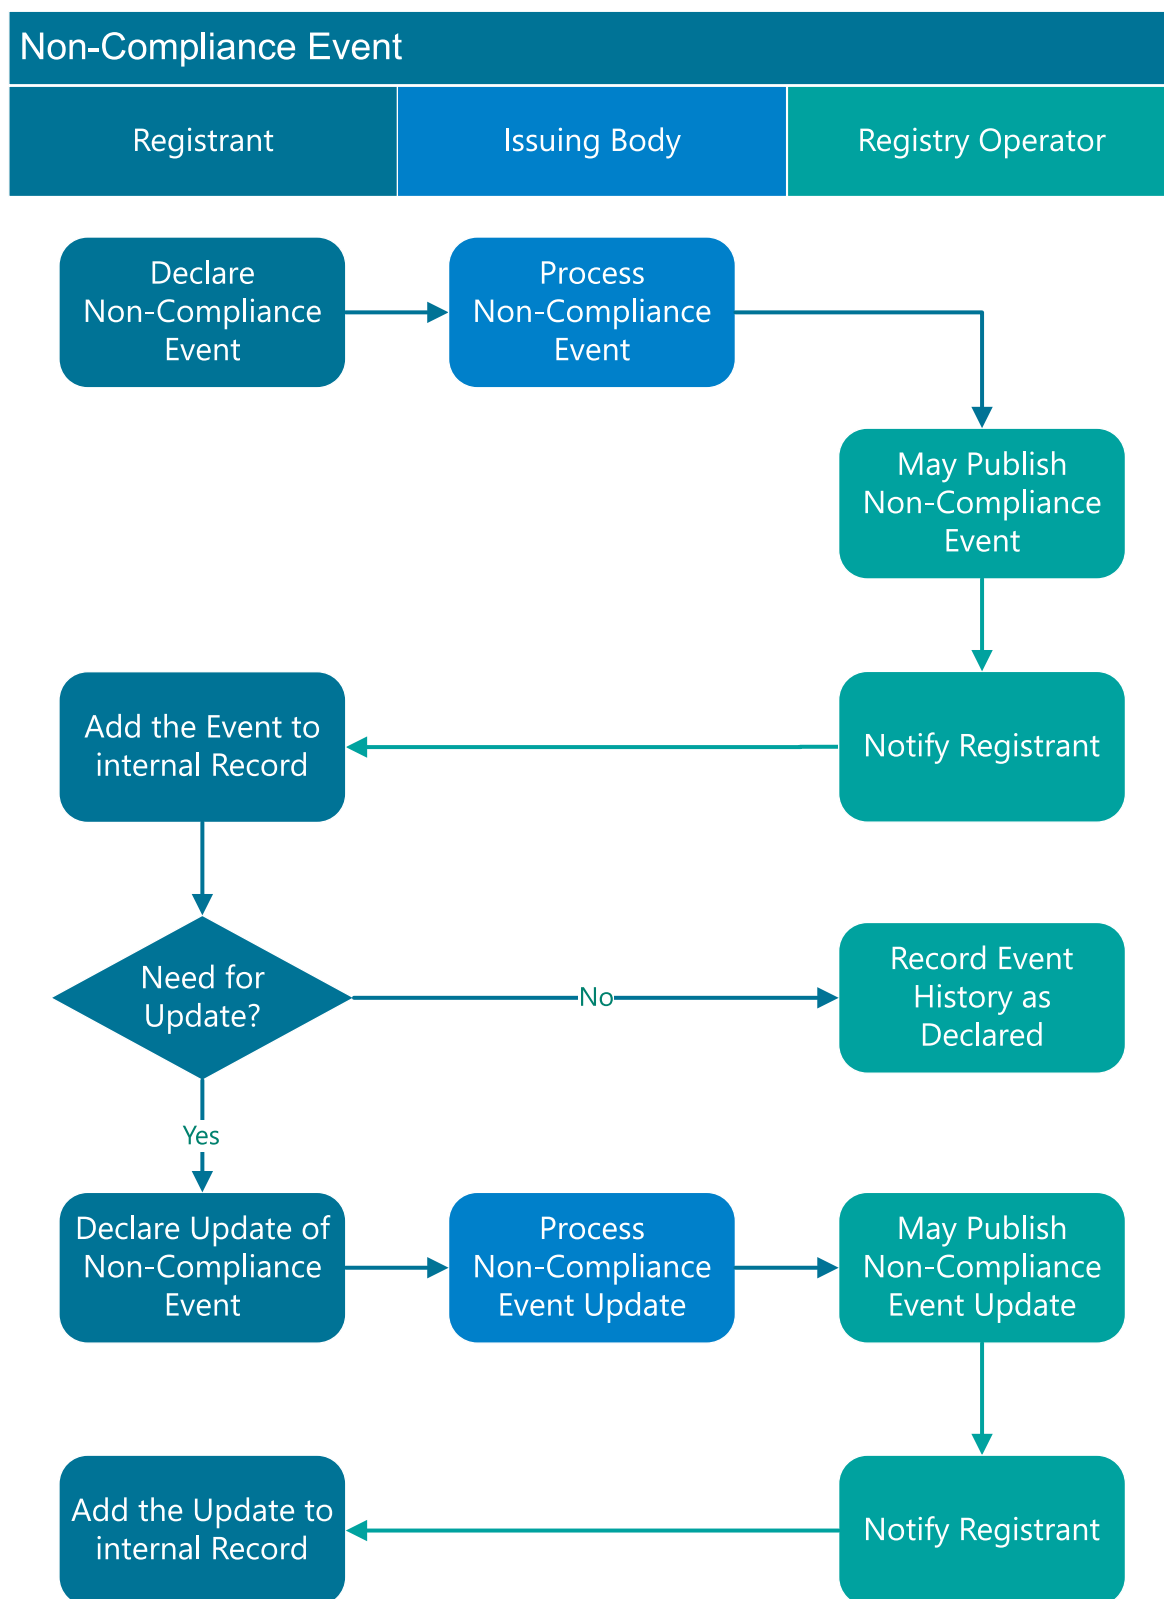 Non-Compliance Event
Registrant
Issuing Body
Registry Operator
Declare
Non-Compliance
Event
Process
Non-Compliance
Event
May Publish
Non-Compliance
Event
Add the Event to
internal Record
Notify Registrant
Need for
Update?
No
Record Event
History as
Declared
Yes
Declare Update of
Non-Compliance
Event
Process
Non-Compliance
Event Update
May Publish
Non-Compliance
Event Update
Add the Update to
internal Record
Notify Registrant